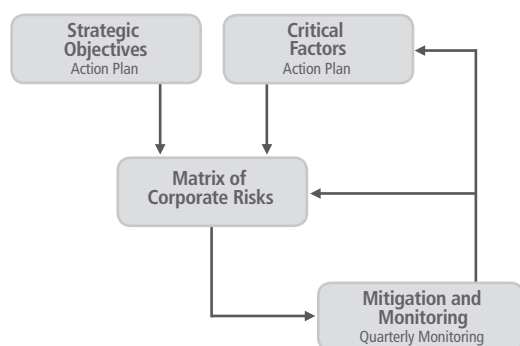 Strategic
Objectives
Action Plan
Critical
Factors
Action Plan
Matrix of
Corporate Risks
Mitigation and
Monitoring
Quarterly Monitoring